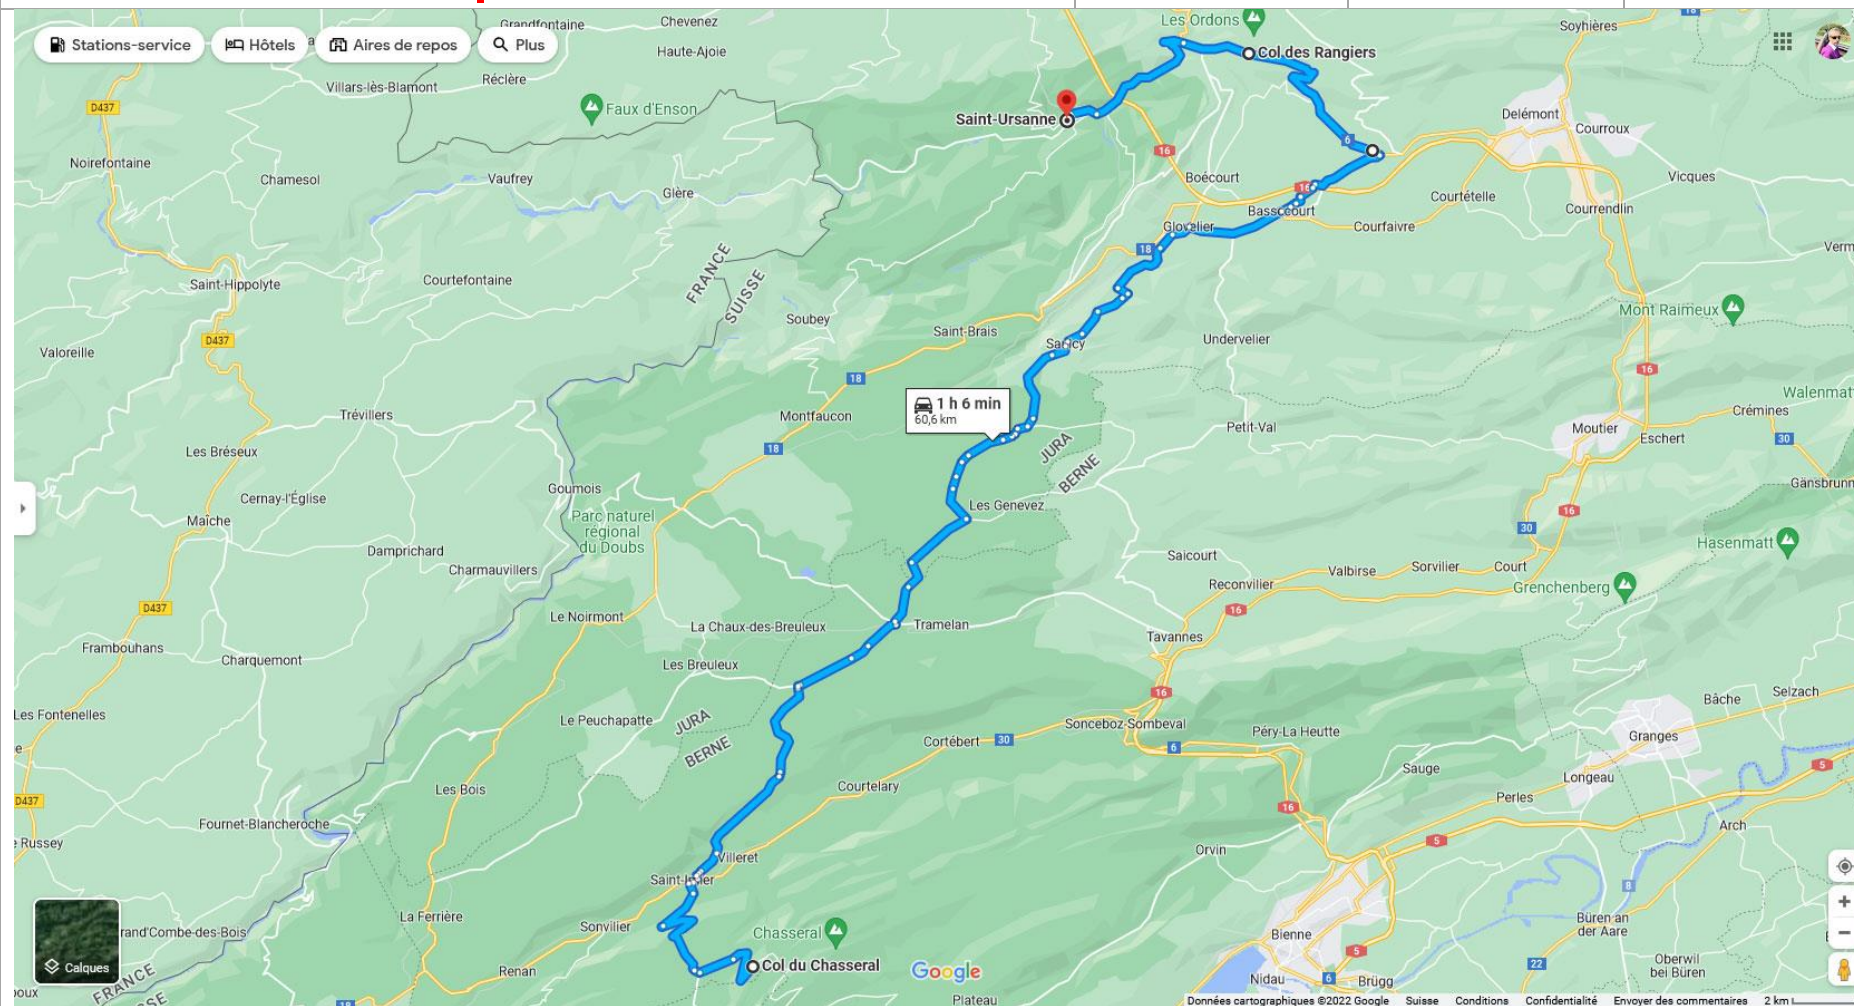 Stations-service
Hôtels
Aires de repos
Plus
Grandfontaine
Chevenez
Haute-Ajoie
Réclère
Villars-lès-Blamont
Faux d'Enson
D437
Noirefontaine
Chamesol
Vaufrey
Glère
Les Ordons
Col des Rangiers
Saint-Ursanne
Soyhières
18
6
16
Delémont
Courroux
Boécourt
Vicques
Courtételle
Courrendlin
Bassecourt
16
Courfaivre
Glovelier
18
FRANCE
SUISSE
Courtefontaine
Saint-Hippolyte
Soubey
Saint-Brais
Saulcy
Undervelier
Mont Raimeux
D437
Valoreille
18
16
1 h 6 min
60,6 km
Montfaucon
Trévillers
Crémines
Petit-Val
Moutier
Eschert
30
18
JURA
BERNE
Les Bréseux
Goumois
Cernay-l'Église
Maîche
Les Genevez
Parc naturel
régional
du Doubs
16
30
Hasenmatt
Damprichard
Charmauvillers
Saicourt
Reconvilier
Valbirse
Sorvilier
Court
Grenchenberg
D437
16
Le Noirmont
La Chaux-des-Breuleux
Tramelan
Tavannes
Frambouhans
Charquemont
Les Breuleux
16
Bâche
Selzach
Les Fontenelles
Le Peuchapatte
JURA
BERNE
Sonceboz-Sombeval
Cortébert
30
6
Péry-La Heutte
Granges
Sauge
Longeau
5
Courtelary
Les Bois
Perles
D437
16
Fournet-Blancheroche
Russey
Arch
5
Orvin
Villeret
Saint-Imier
8
La Ferrière
Sonvilier
Chasseral
Büren an
der Aare
Bienne
5
Col du Chasseral
Renan
Google
22
Oberwil
bei Büren
Nidau
6
Brügg
Calques
FRANCE
18
Plateau
Données cartographiques ©2022 Google
Suisse
Conditions
Confidentialité
Envoyer des commentaires
2 km